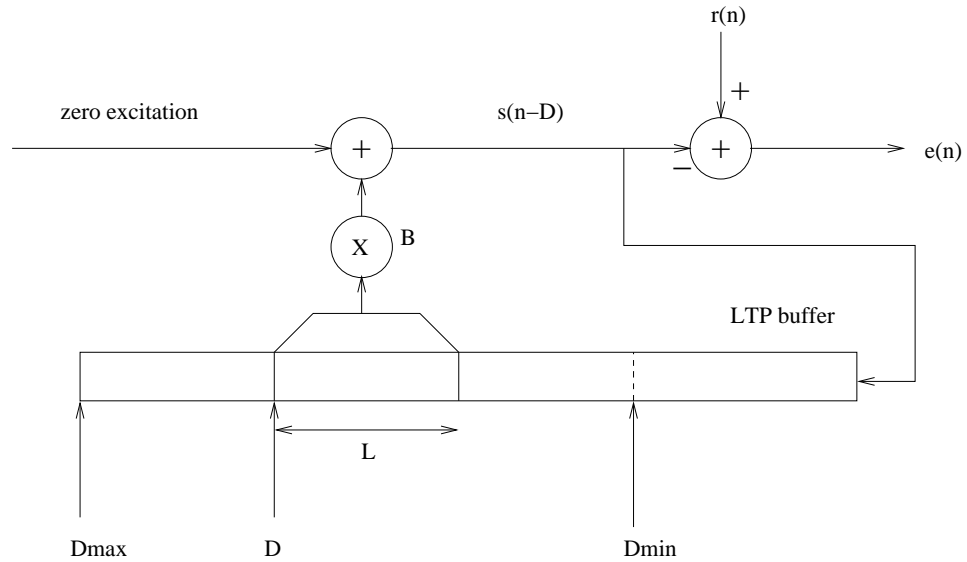 r(n)
+
zero excitation
s(n−D)
+
+
−
e(n)
X
B
LTP buffer
L
Dmax
D
Dmin